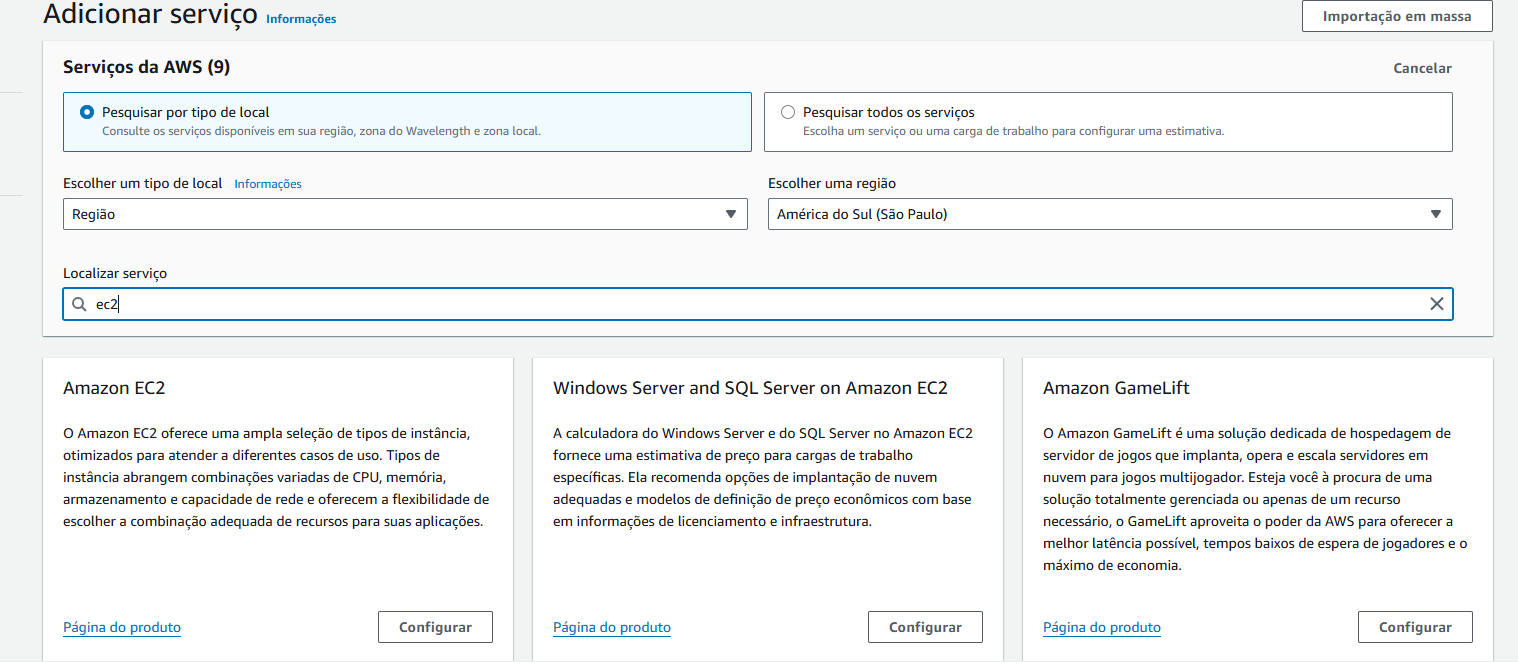 Adicionar serviço Informações
Importação em massa
Serviços da AWS (9)
Cancelar
Pesquisar por tipo de local
Consulte os serviços disponíveis em sua região, zona do Wavelength e zona local.
Pesquisar todos os serviços
Escolha um serviço ou uma carga de trabalho para configurar uma estimativa.
Escolher um tipo de local Informações
Região
Escolher uma região
América do Sul (São Paulo)
Localizar serviço
ec2
Amazon EC2
O Amazon EC2 oferece uma ampla seleção de tipos de instância,
otimizados para atender a diferentes casos de uso. Tipos de
instância abrangem combinações variadas de CPU, memória,
armazenamento e capacidade de rede e oferecem a flexibilidade de
escolher a combinação adequada de recursos para suas aplicações.
Página do produto
Configurar
Windows Server and SQL Server on Amazon EC2
A calculadora do Windows Server e do SQL Server no Amazon EC2
fornece uma estimativa de preço para cargas de trabalho
específicas. Ela recomenda opções de implantação de nuvem
adequadas e modelos de definição de preço econômicos com base
em informações de licenciamento e infraestrutura.
Página do produto
Configurar
Amazon GameLift
O Amazon GameLift é uma solução dedicada de hospedagem de
servidor de jogos que implanta, opera e escala servidores em
nuvem para jogos multijogador. Esteja você à procura de uma
solução totalmente gerenciada ou apenas de um recurso
necessário, o GameLift aproveita o poder da AWS para oferecer a
melhor latência possível, tempos baixos de espera de jogadores e o
máximo de economia.
Página do produto
Configurar